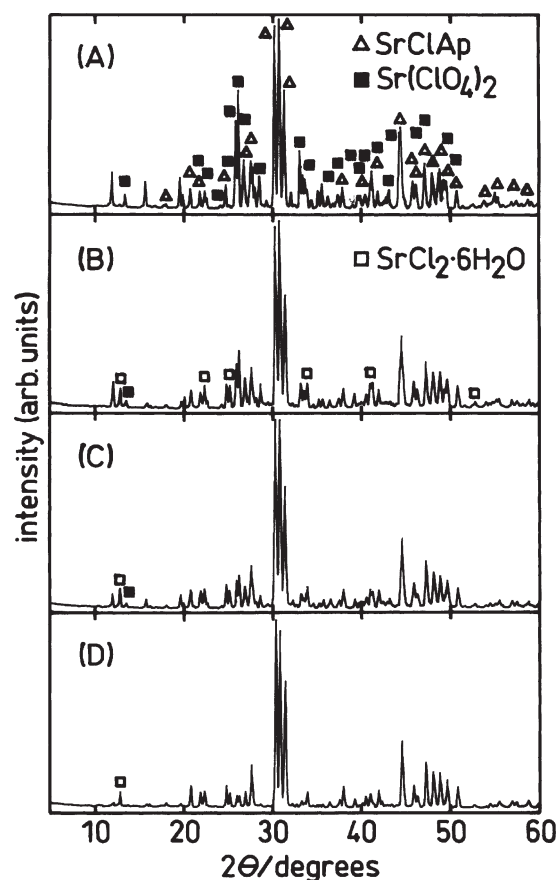 (A)
△ SrClAp
■ Sr(ClO₄)₂
(B)
□ SrCl₂·6H₂O
(C)
(D)
intensity (arb. units)
10 20 30 40 50 60
2Θ/degrees